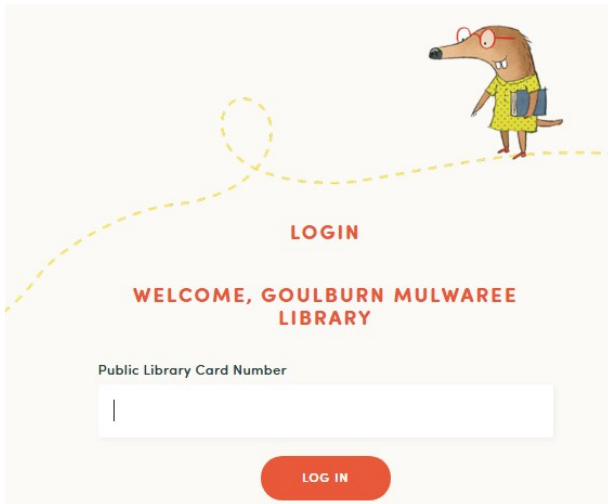 LOGIN
WELCOME, GOULBURN MULWAREE
LIBRARY
Public Library Card Number
LOG IN